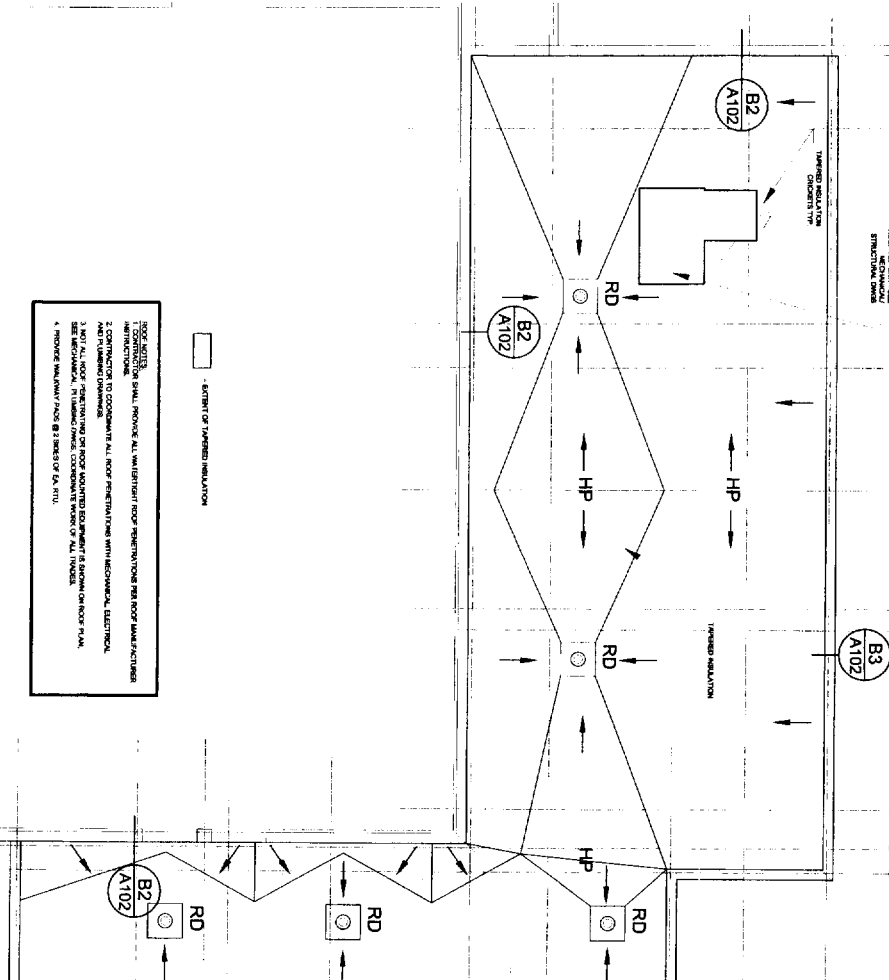 MECHANICAL/
STRUCTURAL DWGS
B3
A102
B2
A102
TAPERED INSULATION
CRICKETS TYP.
HP
TAPERED INSULATION
RD
HP
RD
HP
B2
A102
RD
RD
RD
B2
A102
- EXTENT OF TAPERED INSULATION
ROOF NOTES:
1. CONTRACTOR SHALL PROVIDE ALL WATERTIGHT ROOF PENETRATIONS PER ROOF MANUFACTURER
INSTRUCTIONS.
2. CONTRACTOR TO COORDINATE ALL ROOF PENETRATIONS WITH MECHANICAL, ELECTRICAL
AND PLUMBING DRAWINGS.
3. NOT ALL ROOF PENETRATING OR ROOF MOUNTED EQUIPMENT IS SHOWN ON ROOF PLAN.
SEE MECHANICAL, PLUMBING DWGS. COORDINATE WORK OF ALL TRADES.
4. PROVIDE WALKWAY PADS @ 2 SIDES OF EA. RTU.